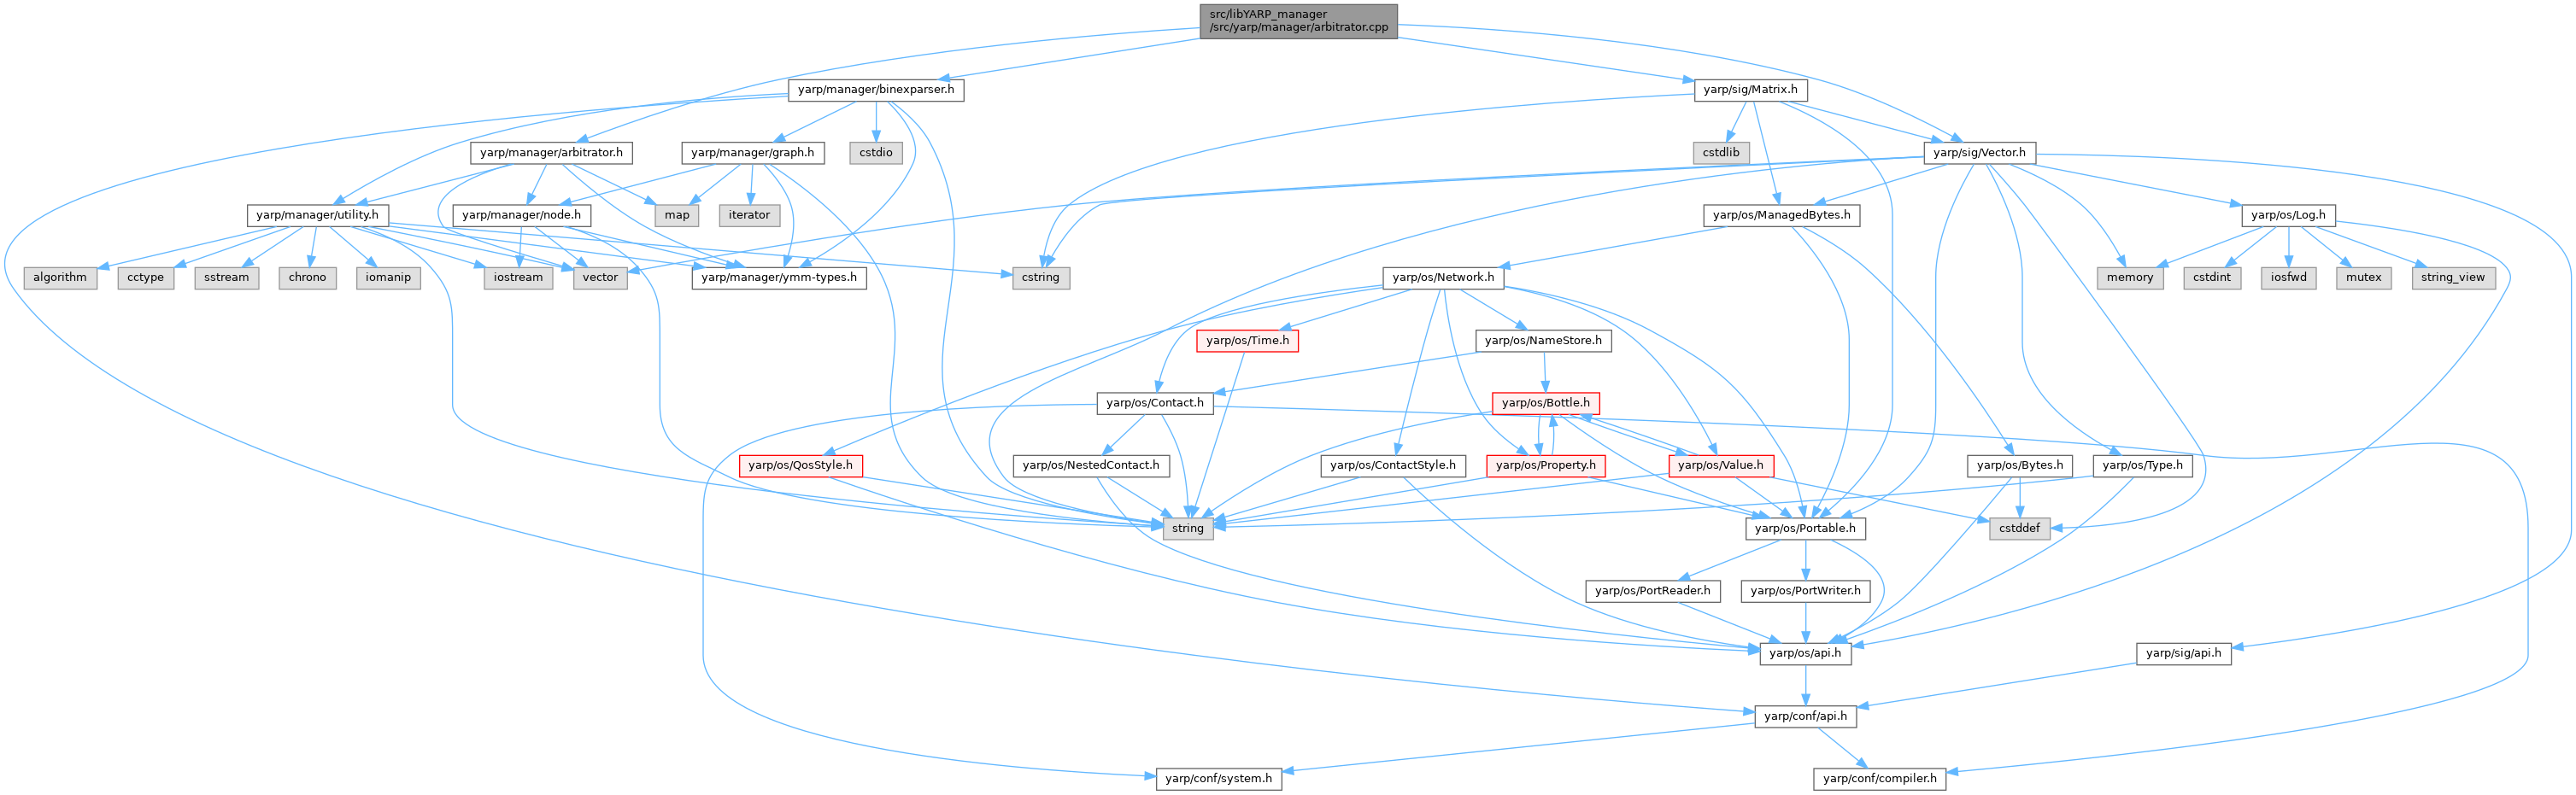 src/libYARP_manager
/src/yarp/manager/arbitrator.cpp
yarp/manager/binexparser.h
yarp/sig/Matrix.h
yarp/manager/arbitrator.h
yarp/manager/graph.h
cstdio
cstdlib
yarp/sig/Vector.h
yarp/manager/utility.h
yarp/manager/node.h
map
iterator
yarp/os/ManagedBytes.h
yarp/os/Log.h
algorithm
cctype
sstream
chrono
iomanip
iostream
vector
yarp/manager/ymm-types.h
cstring
yarp/os/Network.h
memory
cstdint
iosfwd
mutex
string_view
yarp/os/Time.h
yarp/os/NameStore.h
yarp/os/Contact.h
yarp/os/Bottle.h
yarp/os/QosStyle.h
yarp/os/NestedContact.h
yarp/os/ContactStyle.h
yarp/os/Property.h
yarp/os/Value.h
yarp/os/Bytes.h
yarp/os/Type.h
string
yarp/os/Portable.h
cstddef
yarp/os/PortReader.h
yarp/os/PortWriter.h
yarp/os/api.h
yarp/sig/api.h
yarp/conf/api.h
yarp/conf/system.h
yarp/conf/compiler.h